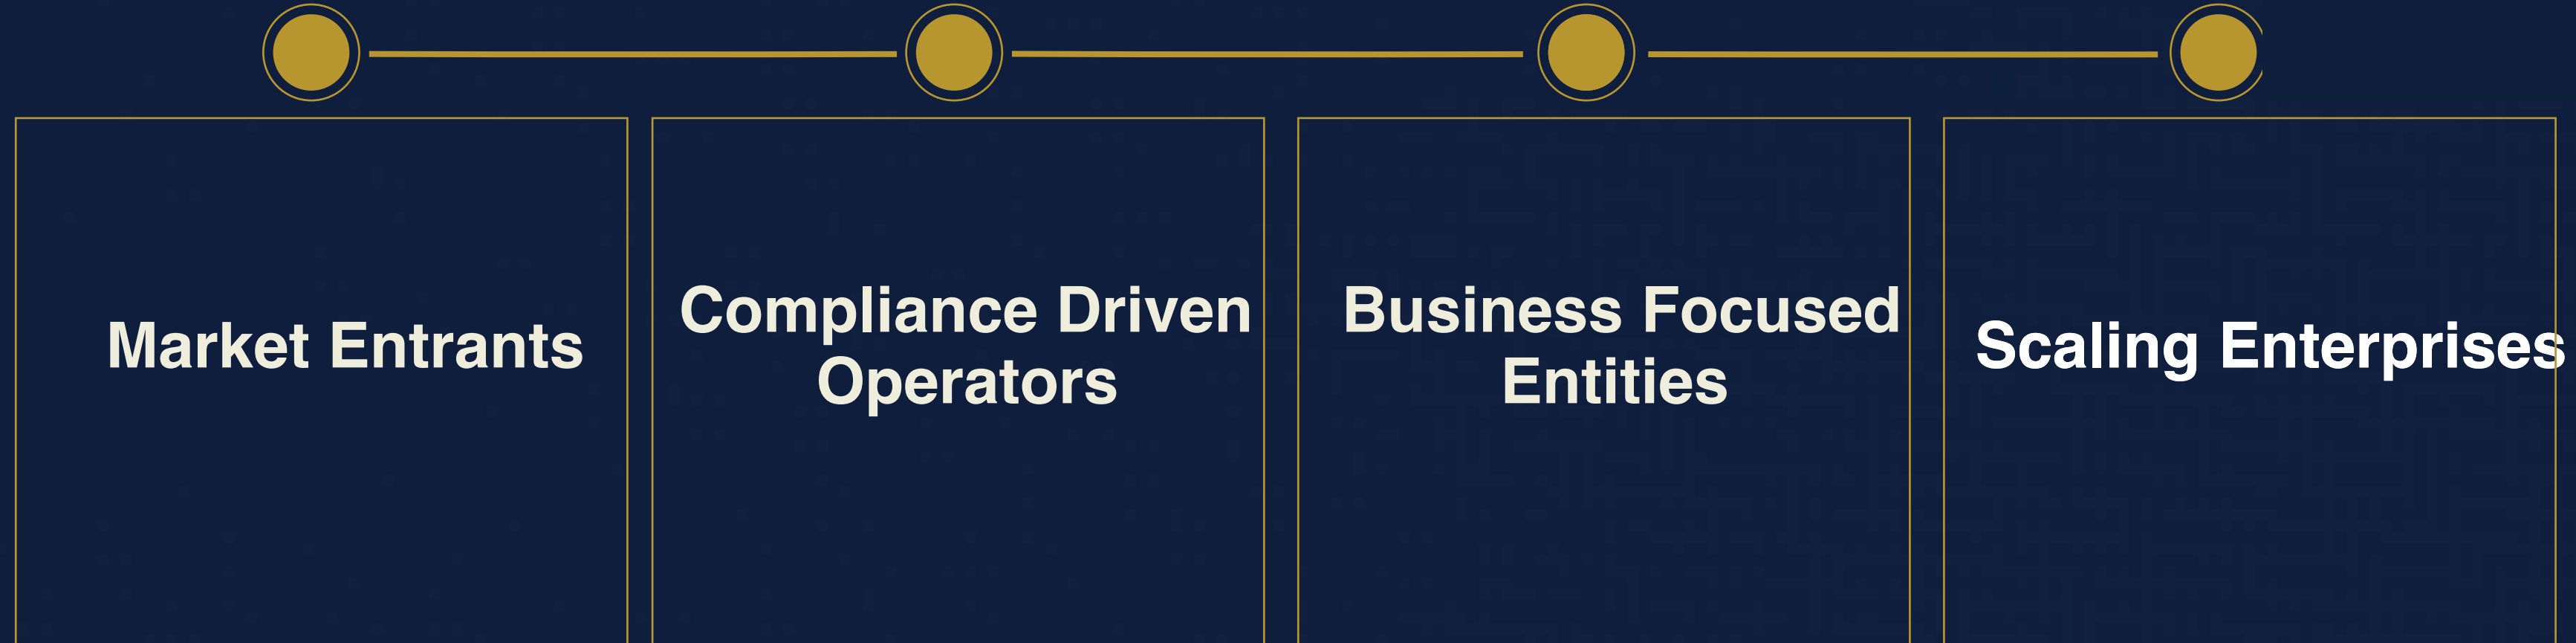 Market Entrants
Compliance Driven
Operators
Business Focused
Entities
Scaling Enterprises